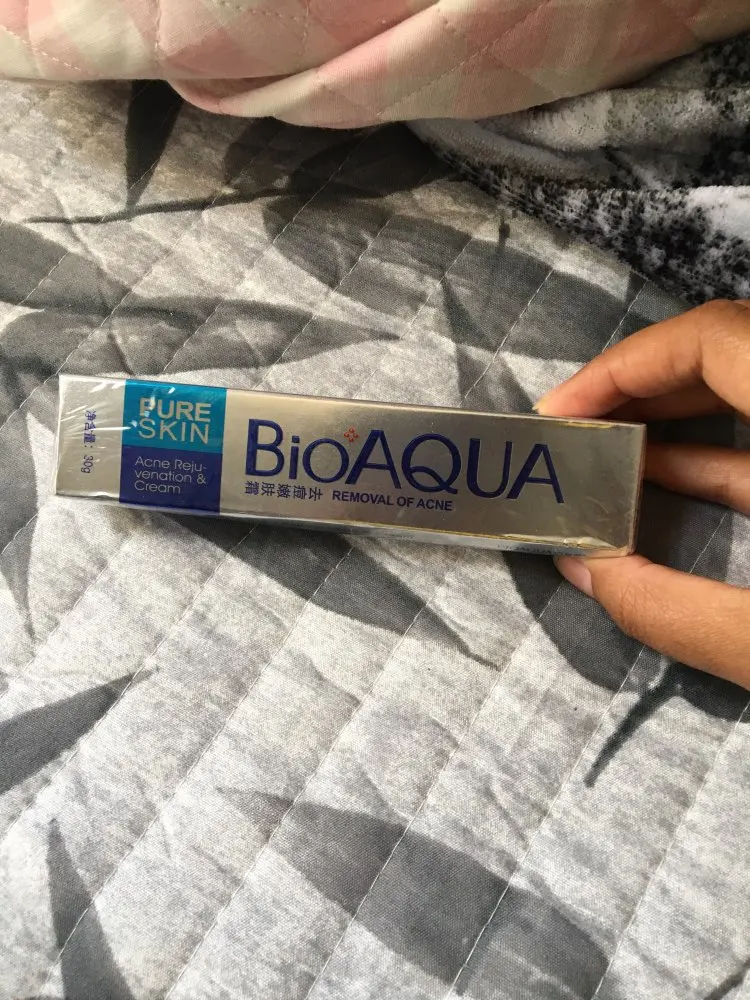 净含量：30g
PURE
SKIN
Acne Reju-
venation &
Cream
BioAQUA
霜肤嫩痘去 REMOVAL OF ACNE